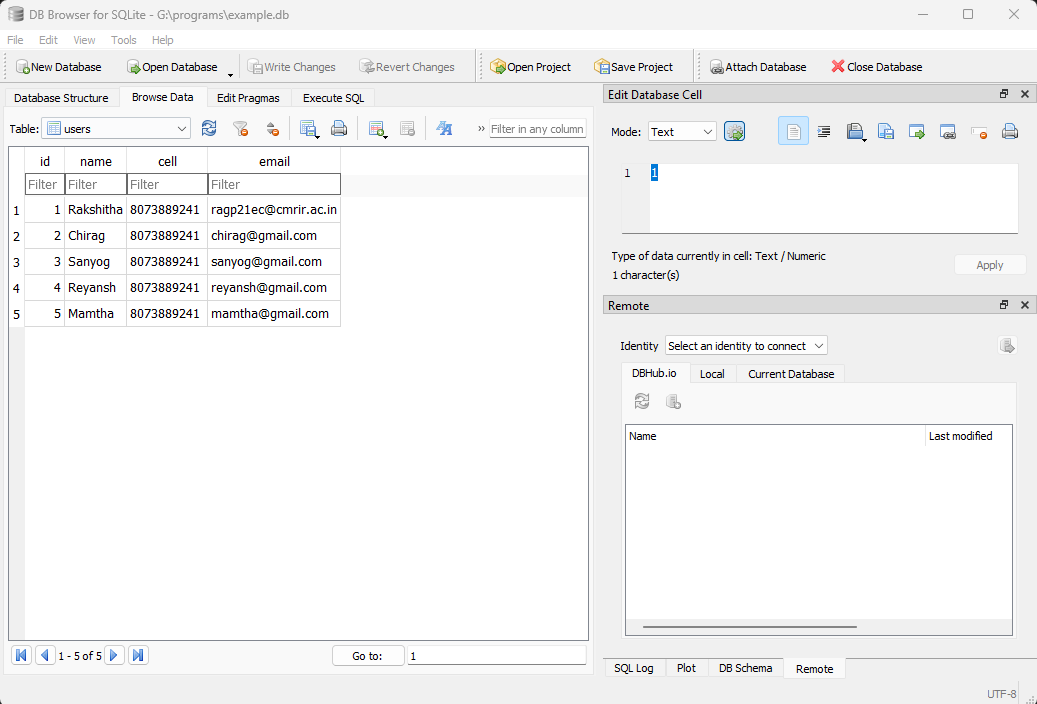 DB Browser for SQLite - G:\programs\example.db
File Edit View Tools Help
New Database Open Database Write Changes Revert Changes Open Project Save Project Attach Database Close Database
Database Structure Browse Data Edit Pragmas Execute SQL
Table: users » Filter in any column
id name cell email
Filter Filter Filter Filter
1 1 Rakshitha 8073889241 ragp21ec@cmrir.ac.in
2 2 Chirag 8073889241 chirag@gmail.com
3 3 Sanyog 8073889241 sanyog@gmail.com
4 4 Reyansh 8073889241 reyansh@gmail.com
5 5 Mamtha 8073889241 mamtha@gmail.com
1 - 5 of 5 Go to: 1
Edit Database Cell
Mode: Text
1 1
Type of data currently in cell: Text / Numeric
1 character(s)
Apply
Remote
Identity Select an identity to connect
DBHub.io Local Current Database
Name Last modified
SQL Log Plot DB Schema Remote
UTF-8